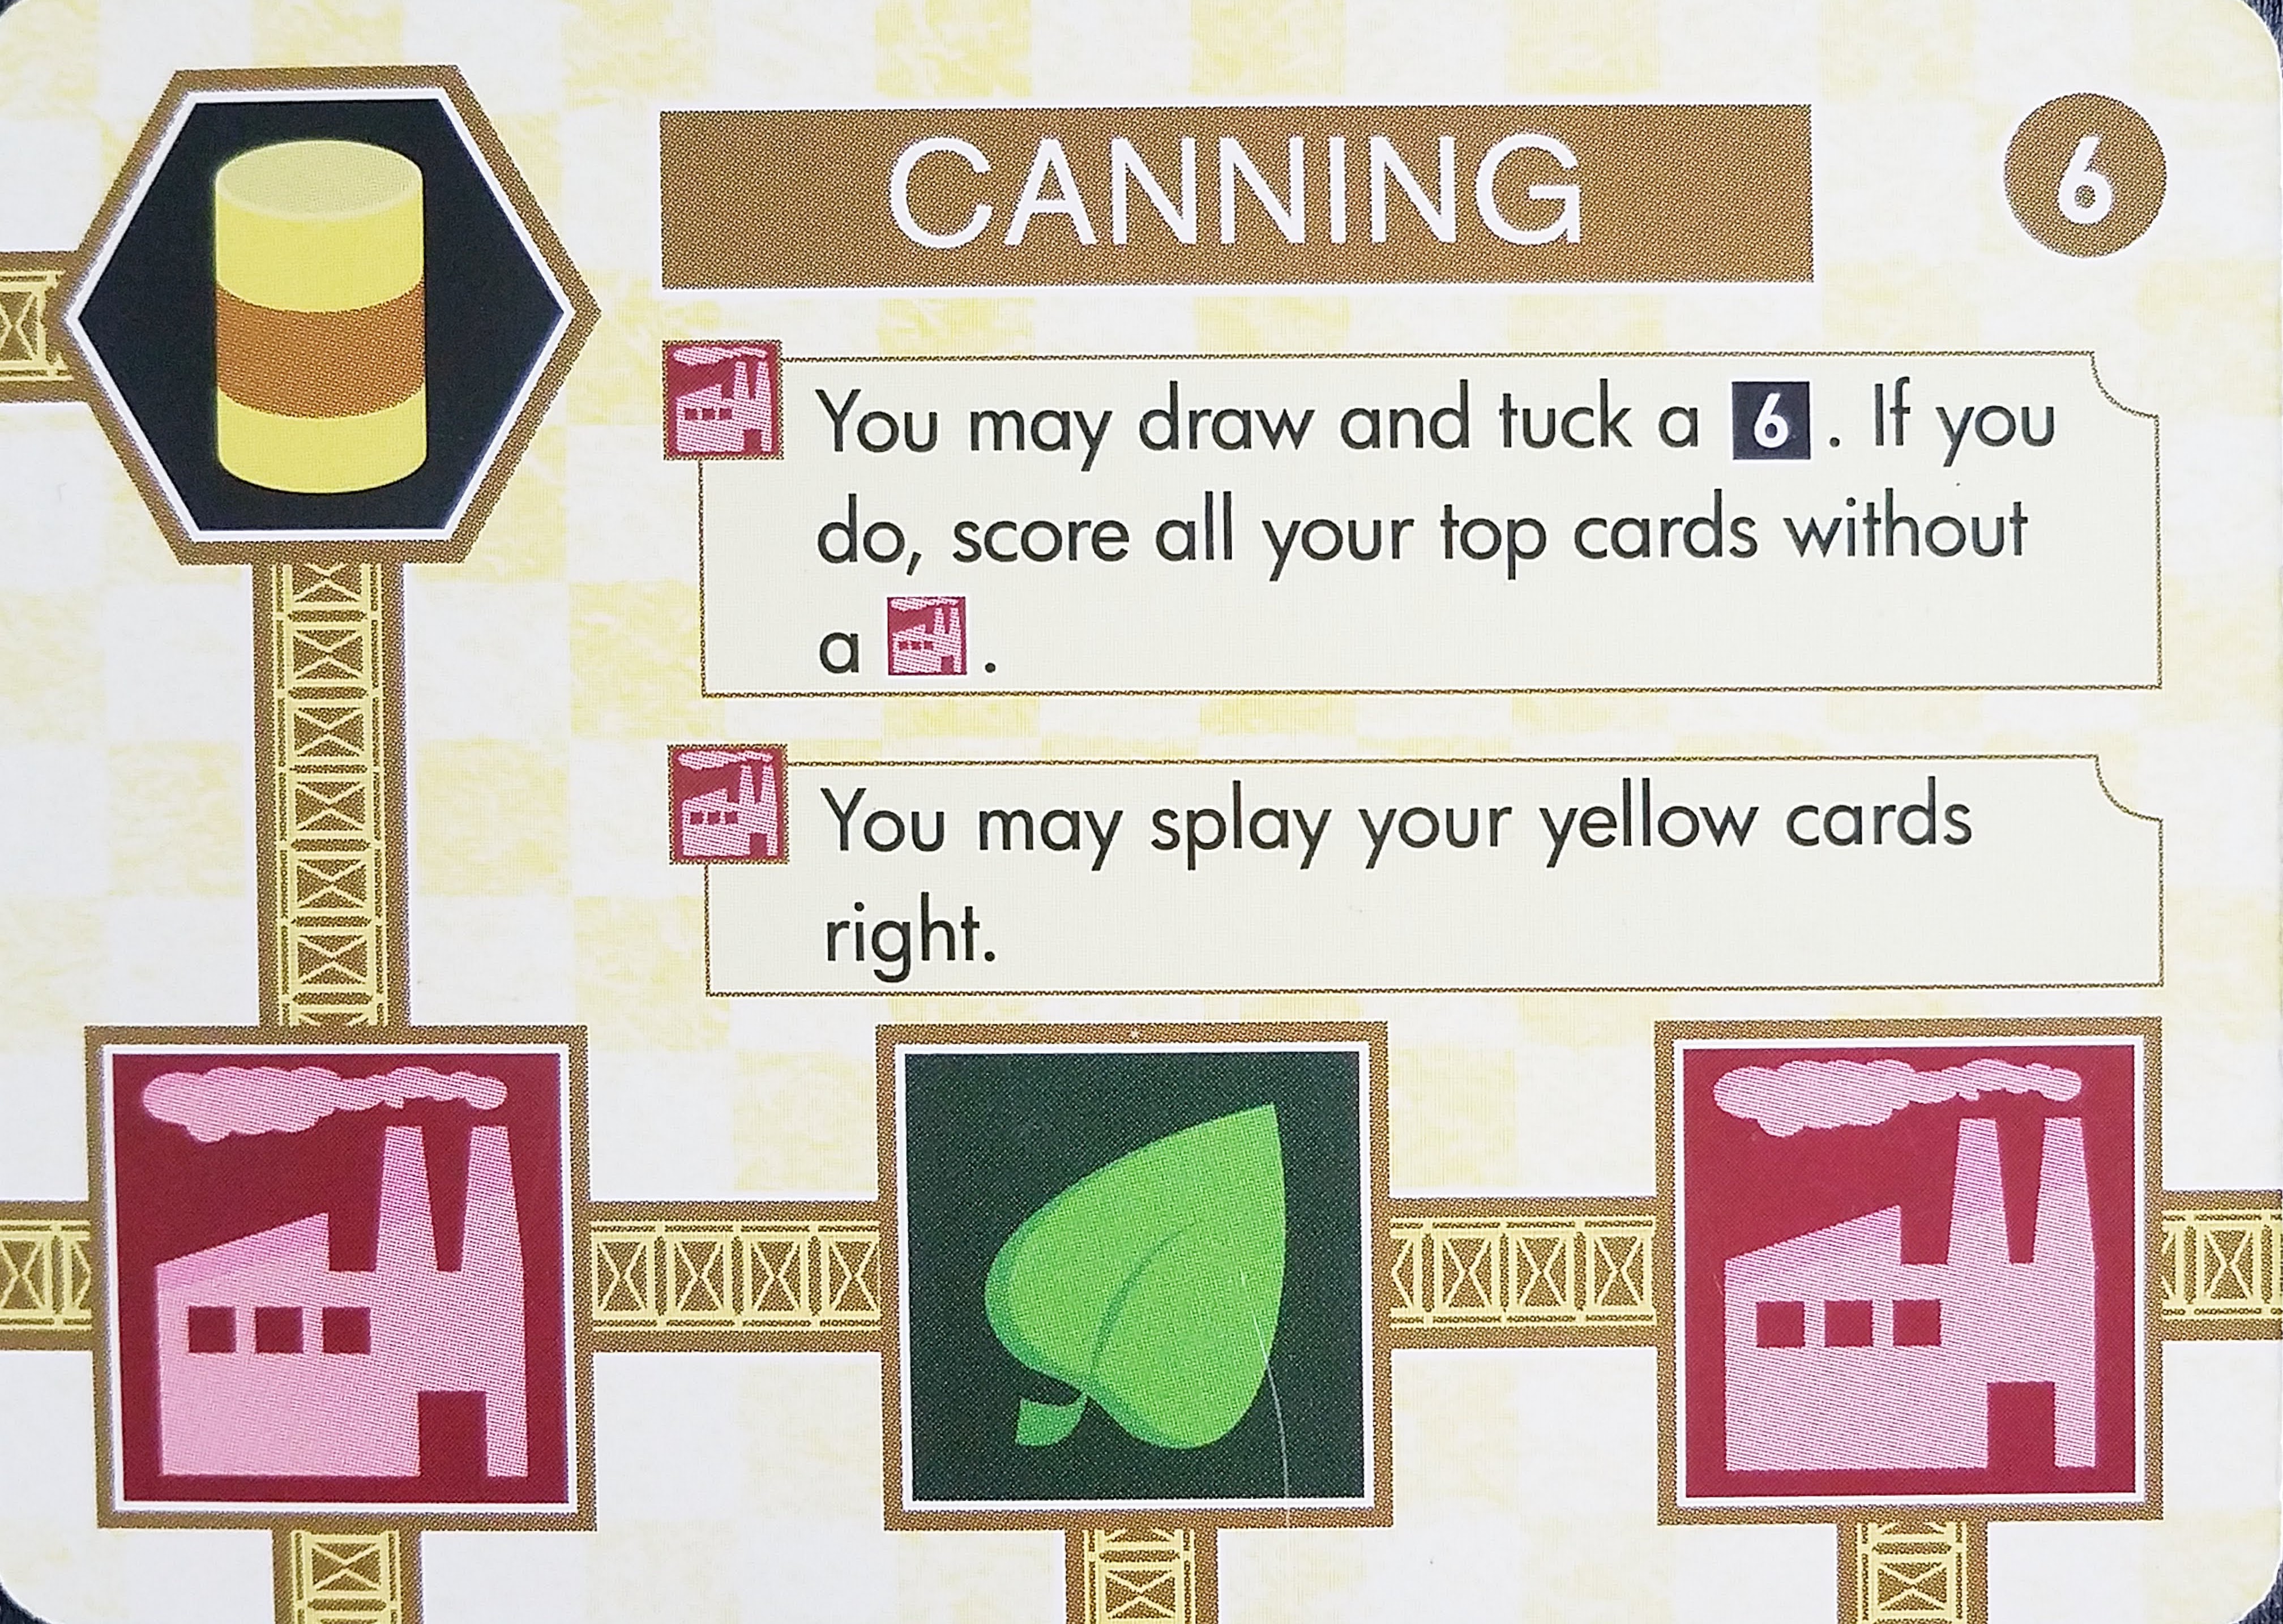 CANNING
6
You may draw and tuck a 6. If you
do, score all your top cards without
a .
You may splay your yellow cards
right.